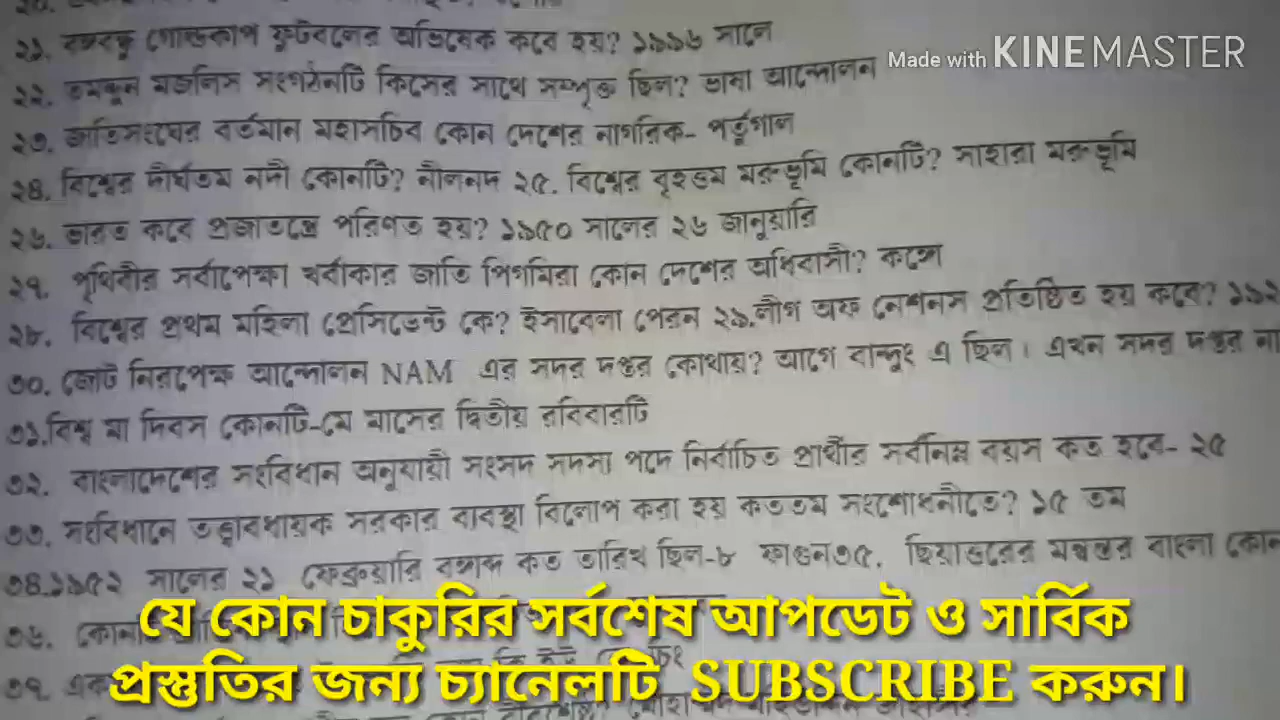 Made with KINEMASTER
২১. বঙ্গবন্ধু গোল্ডকাপ ফুটবলের অভিষেক কবে হয়? ১৯৯৬ সালে
২২. তমদ্দুন মজলিস সংগঠনটি কিসের সাথে সম্পৃক্ত ছিল? ভাষা আন্দোলন
২৩. জাতিসংঘের বর্তমান মহাসচিব কোন দেশের নাগরিক- পর্তুগাল
২৪. বিশ্বের দীর্ঘতম নদী কোনটি? নীলনদ ২৫. বিশ্বের বৃহত্তম মরুভূমি কোনটি? সাহারা মরুভূমি
২৬. ভারত কবে প্রজাতন্ত্রে পরিণত হয়? ১৯৫০ সালের ২৬ জানুয়ারি
২৭. পৃথিবীর সর্বাপেক্ষা খর্বাকার জাতি পিগমিরা কোন দেশের অধিবাসী? কঙ্গো
২৮. বিশ্বের প্রথম মহিলা প্রেসিডেন্ট কে? ইসাবেলা পেরন ২৯.লীগ অফ নেশনস প্রতিষ্ঠিত হয় কবে? ১৯২
৩০. জোট নিরপেক্ষ আন্দোলন NAM এর সদর দপ্তর কোথায়? আগে বান্দুং এ ছিল। এখন সদর দপ্তর না
৩১.বিশ্ব মা দিবস কোনটি-মে মাসের দ্বিতীয় রবিবারটি
৩২. বাংলাদেশের সংবিধান অনুযায়ী সংসদ সদস্য পদে নির্বাচিত প্রার্থীর সর্বনিম্ন বয়স কত হবে- ২৫
৩৩. সংবিধানে তত্ত্বাবধায়ক সরকার ব্যবস্থা বিলোপ করা হয় কততম সংশোধনীতে? ১৫ তম
৩৪.১৯৫২ সালের ২১ ফেব্রুয়ারি বঙ্গাব্দ কত তারিখ ছিল-৮ ফাগুন৩৫. ছিয়াত্তরের মন্বন্তর বাংলা কোন
৩৬.
যে কোন চাকুরির সর্বশেষ আপডেট ও সার্বিক
৩৭.
প্রস্তুতির জন্য চ্যানেলটি SUBSCRIBE করুন।